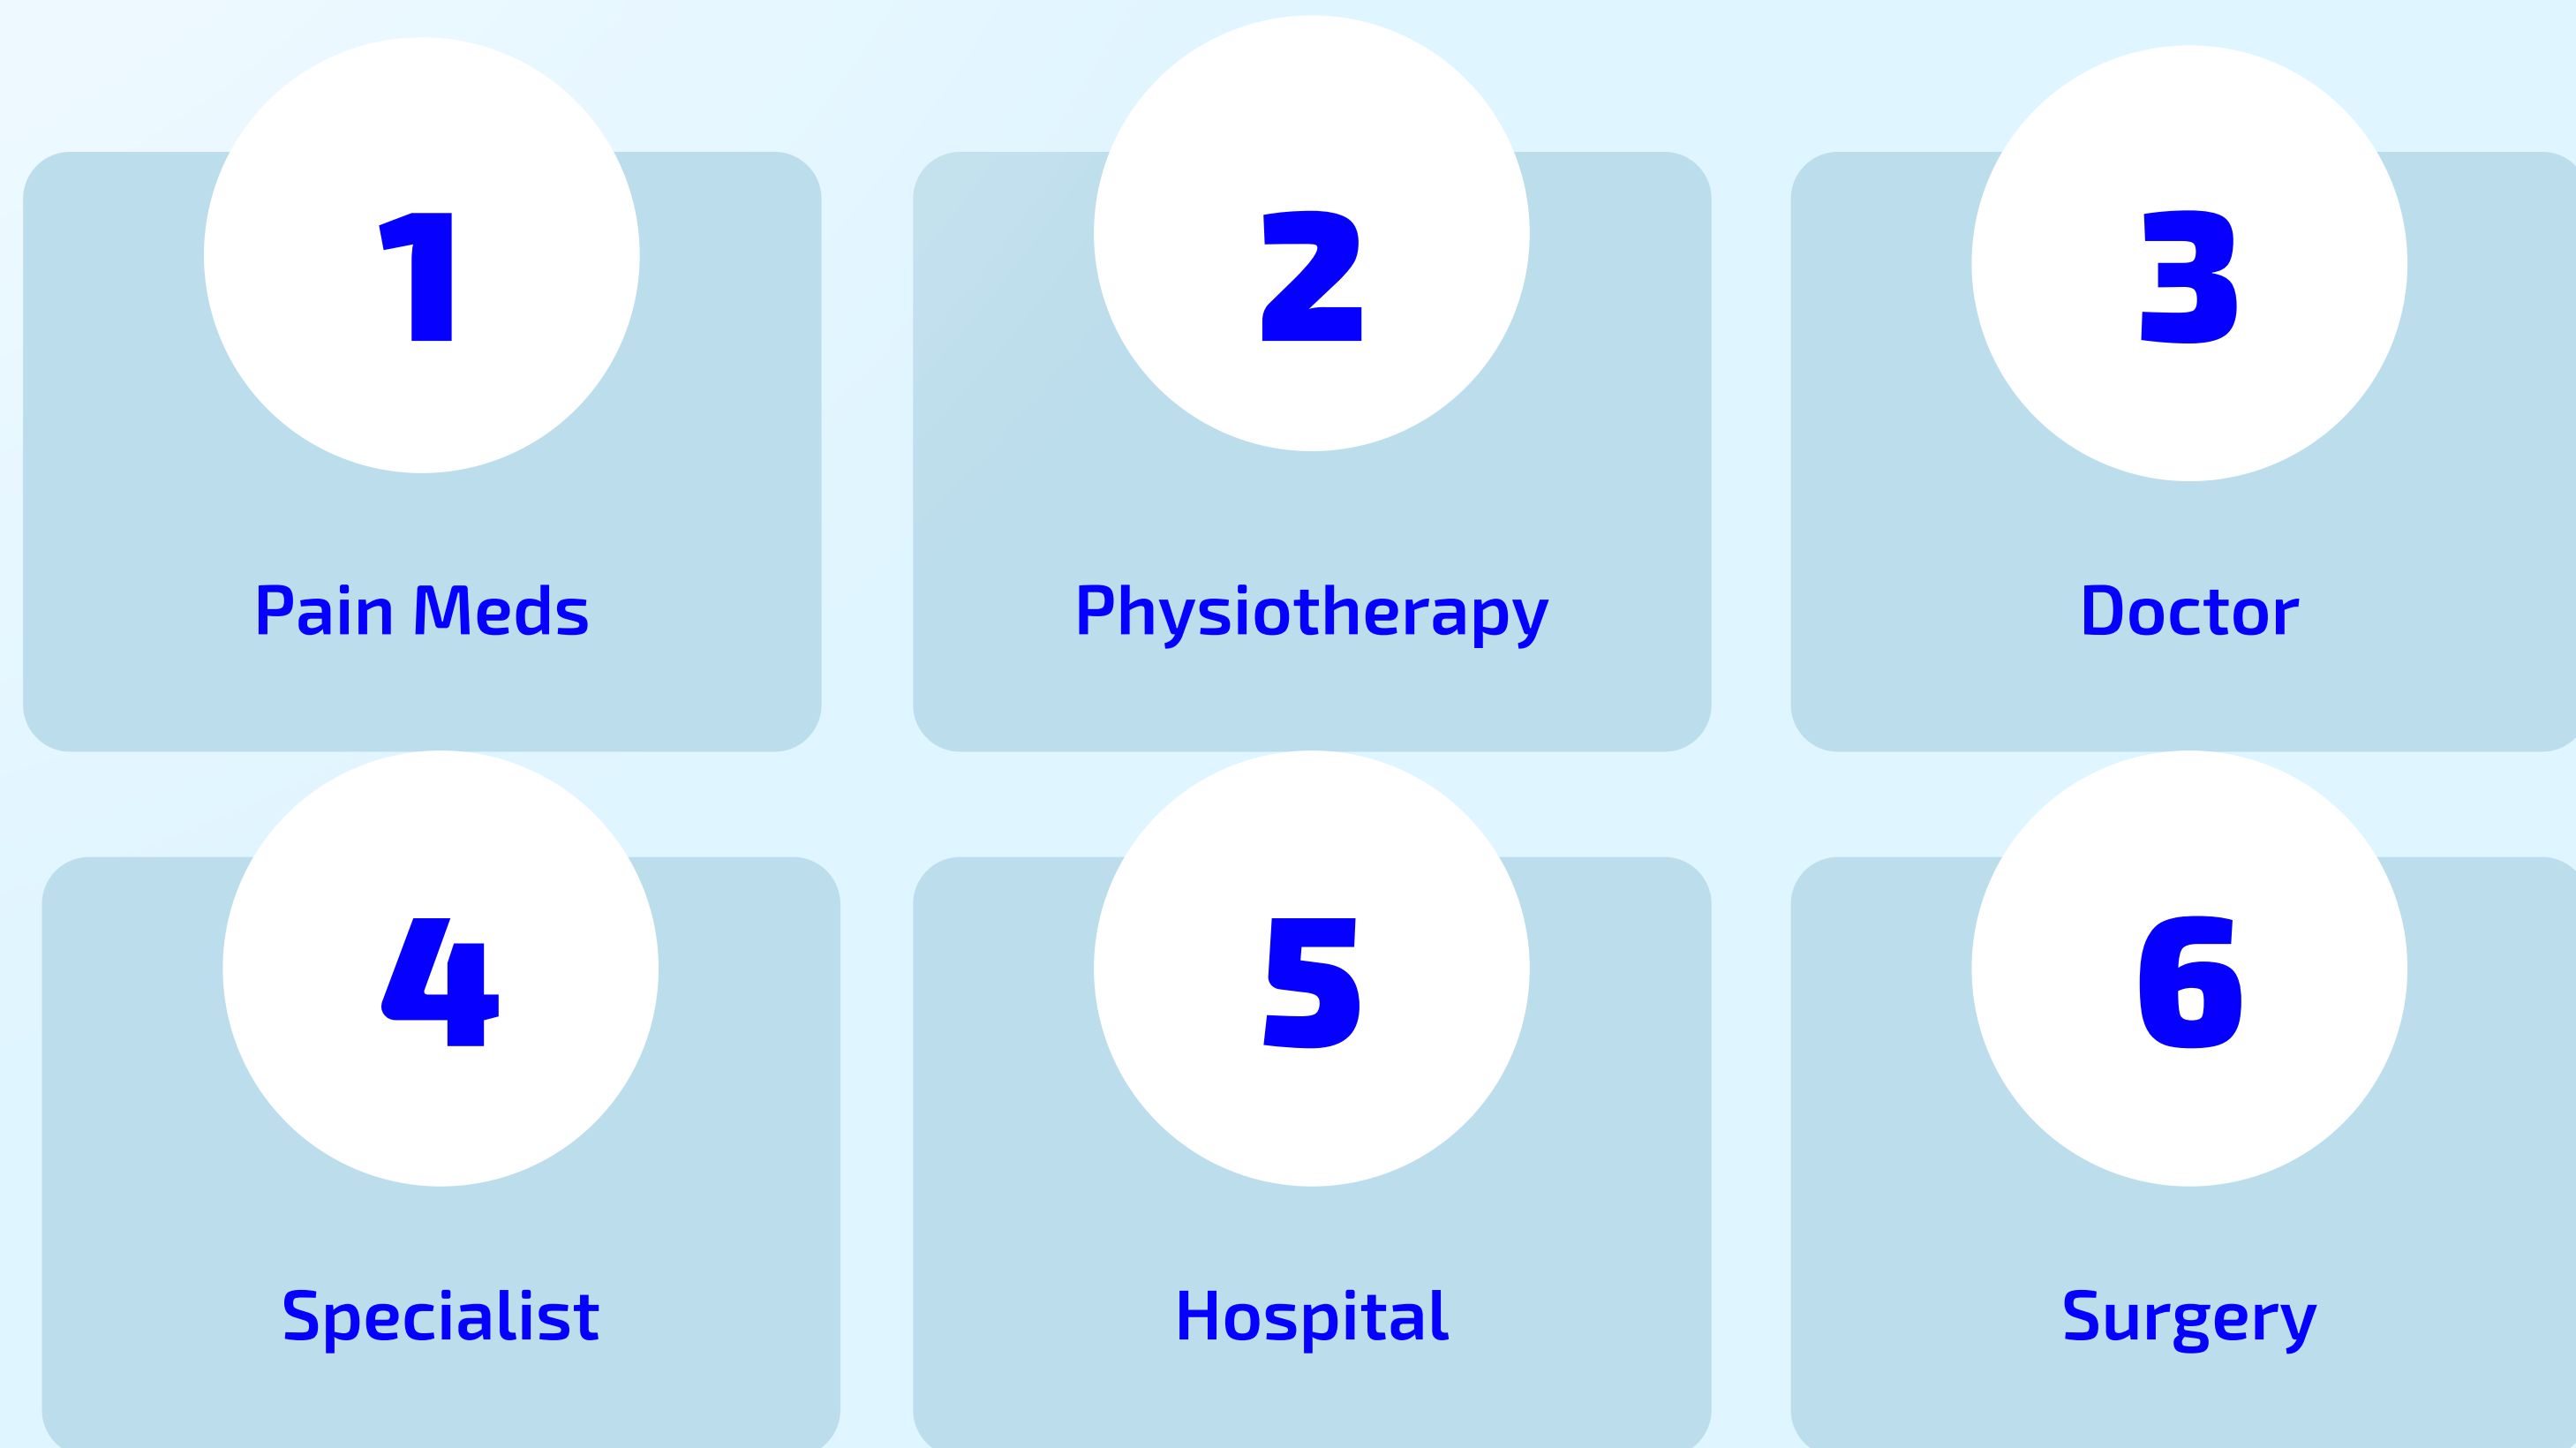 1
2
3
Pain Meds
Physiotherapy
Doctor
4
5
6
Specialist
Hospital
Surgery